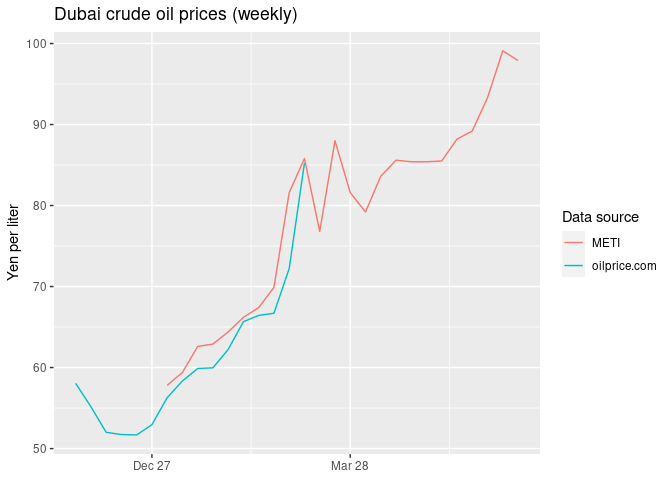 Dubai crude oil prices (weekly)
100
90
80
70
60
50
Yen per liter
Dec 27
Mar 28
Data source
METI
oilprice.com